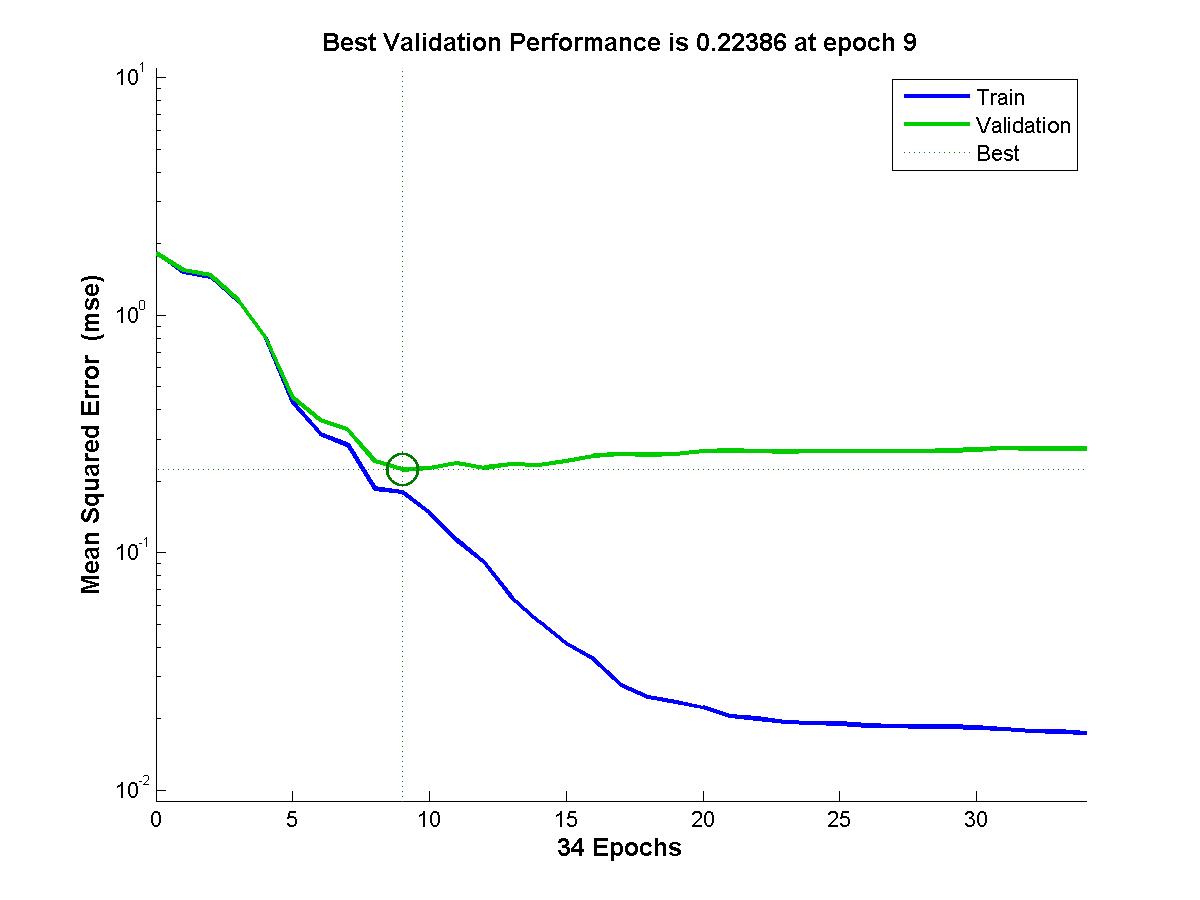 Best Validation Performance is 0.22386 at epoch 9
Train
Validation
Best
Mean Squared Error (mse)
10^1
10^0
10^-1
10^-2
0 5 10 15 20 25 30
34 Epochs